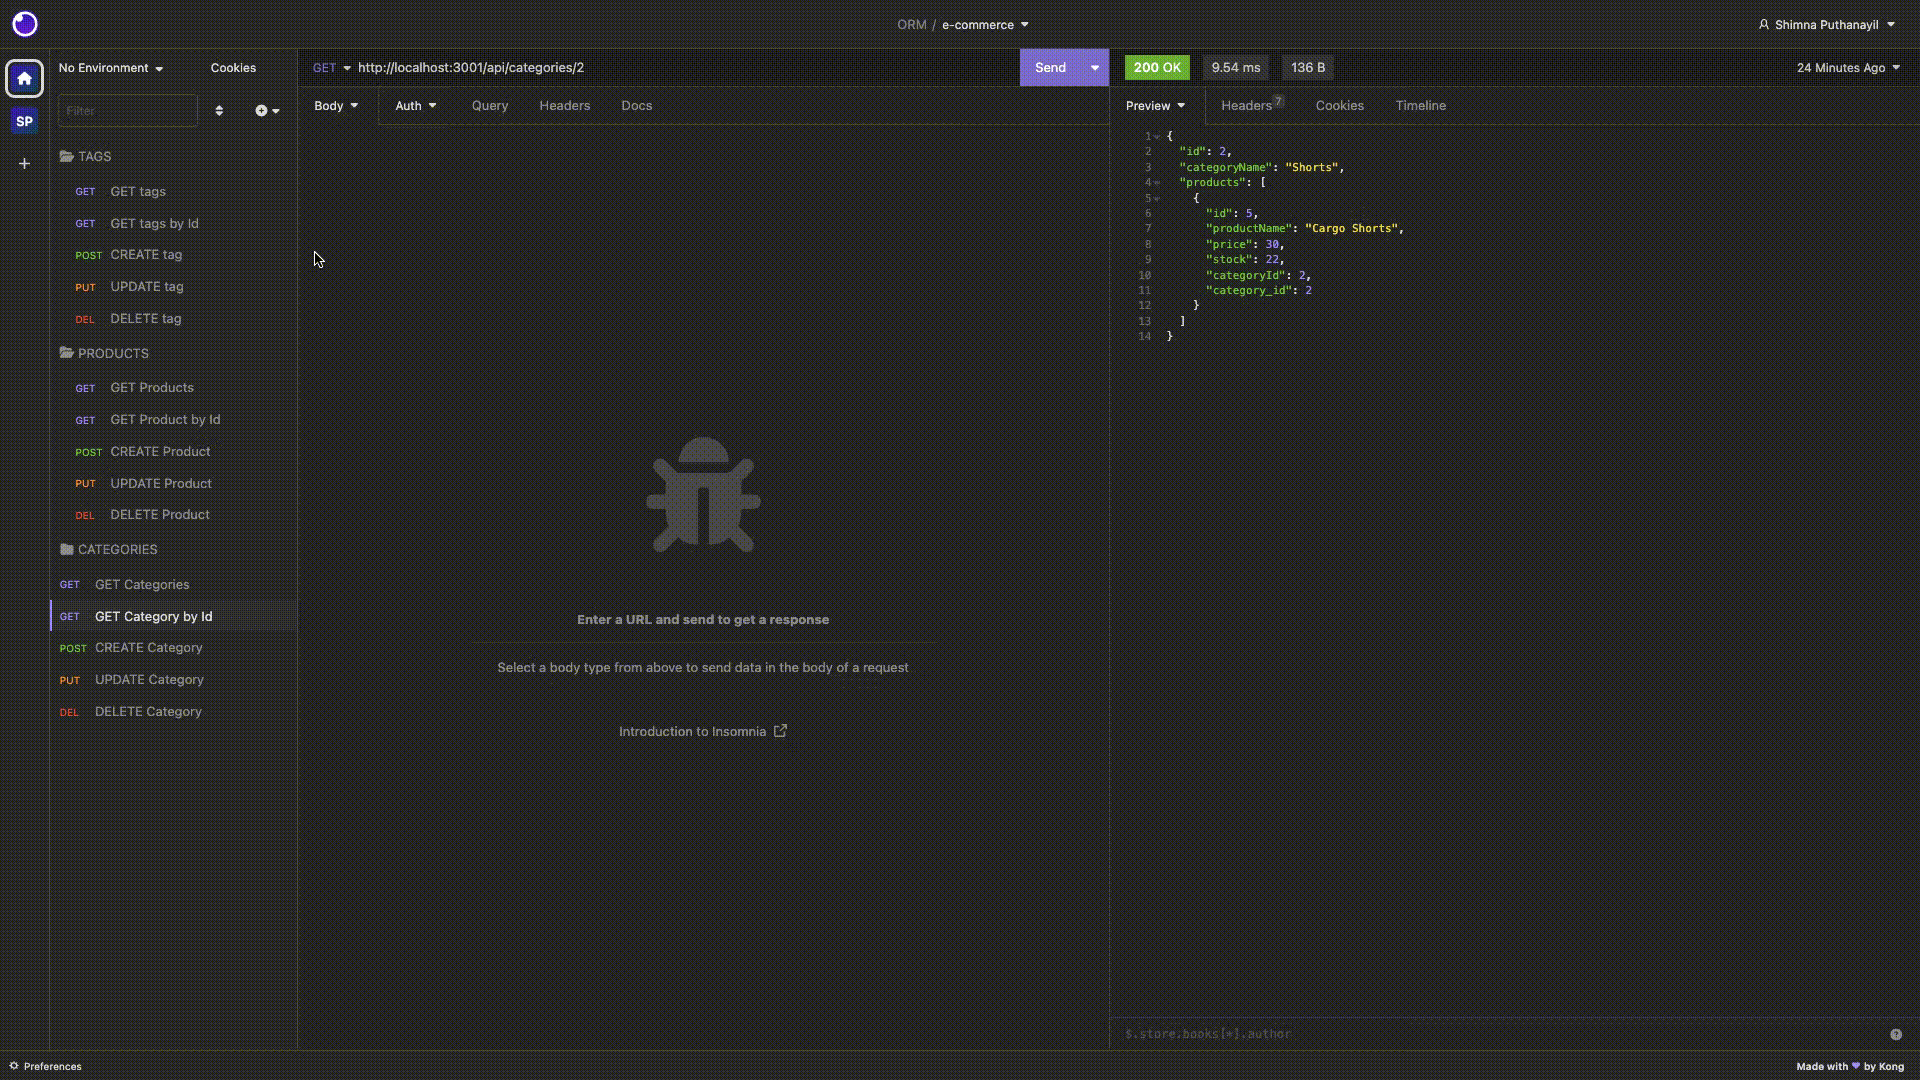 ORM / e-commerce
Shimna Puthanayil
SP
No Environment
Cookies
Filter
TAGS
GET GET tags
GET GET tags by Id
POST CREATE tag
PUT UPDATE tag
DEL DELETE tag
PRODUCTS
GET GET Products
GET GET Product by Id
POST CREATE Product
PUT UPDATE Product
DEL DELETE Product
CATEGORIES
GET GET Categories
GET GET Category by Id
POST CREATE Category
PUT UPDATE Category
DEL DELETE Category
GET http://localhost:3001/api/categories/2
Send
Body Auth Query Headers Docs
Enter a URL and send to get a response
Select a body type from above to send data in the body of a request
Introduction to Insomnia
200 OK 9.54 ms 136 B
24 Minutes Ago
Preview Headers 7 Cookies Timeline
1 {
2 "id": 2,
3 "categoryName": "Shorts",
4 "products": [
5 {
6 "id": 5,
7 "productName": "Cargo Shorts",
8 "price": 30,
9 "stock": 22,
10 "categoryId": 2,
11 "category_id": 2
12 }
13 ]
14 }
$.store.books[*].author
Preferences
Made with ❤ by Kong